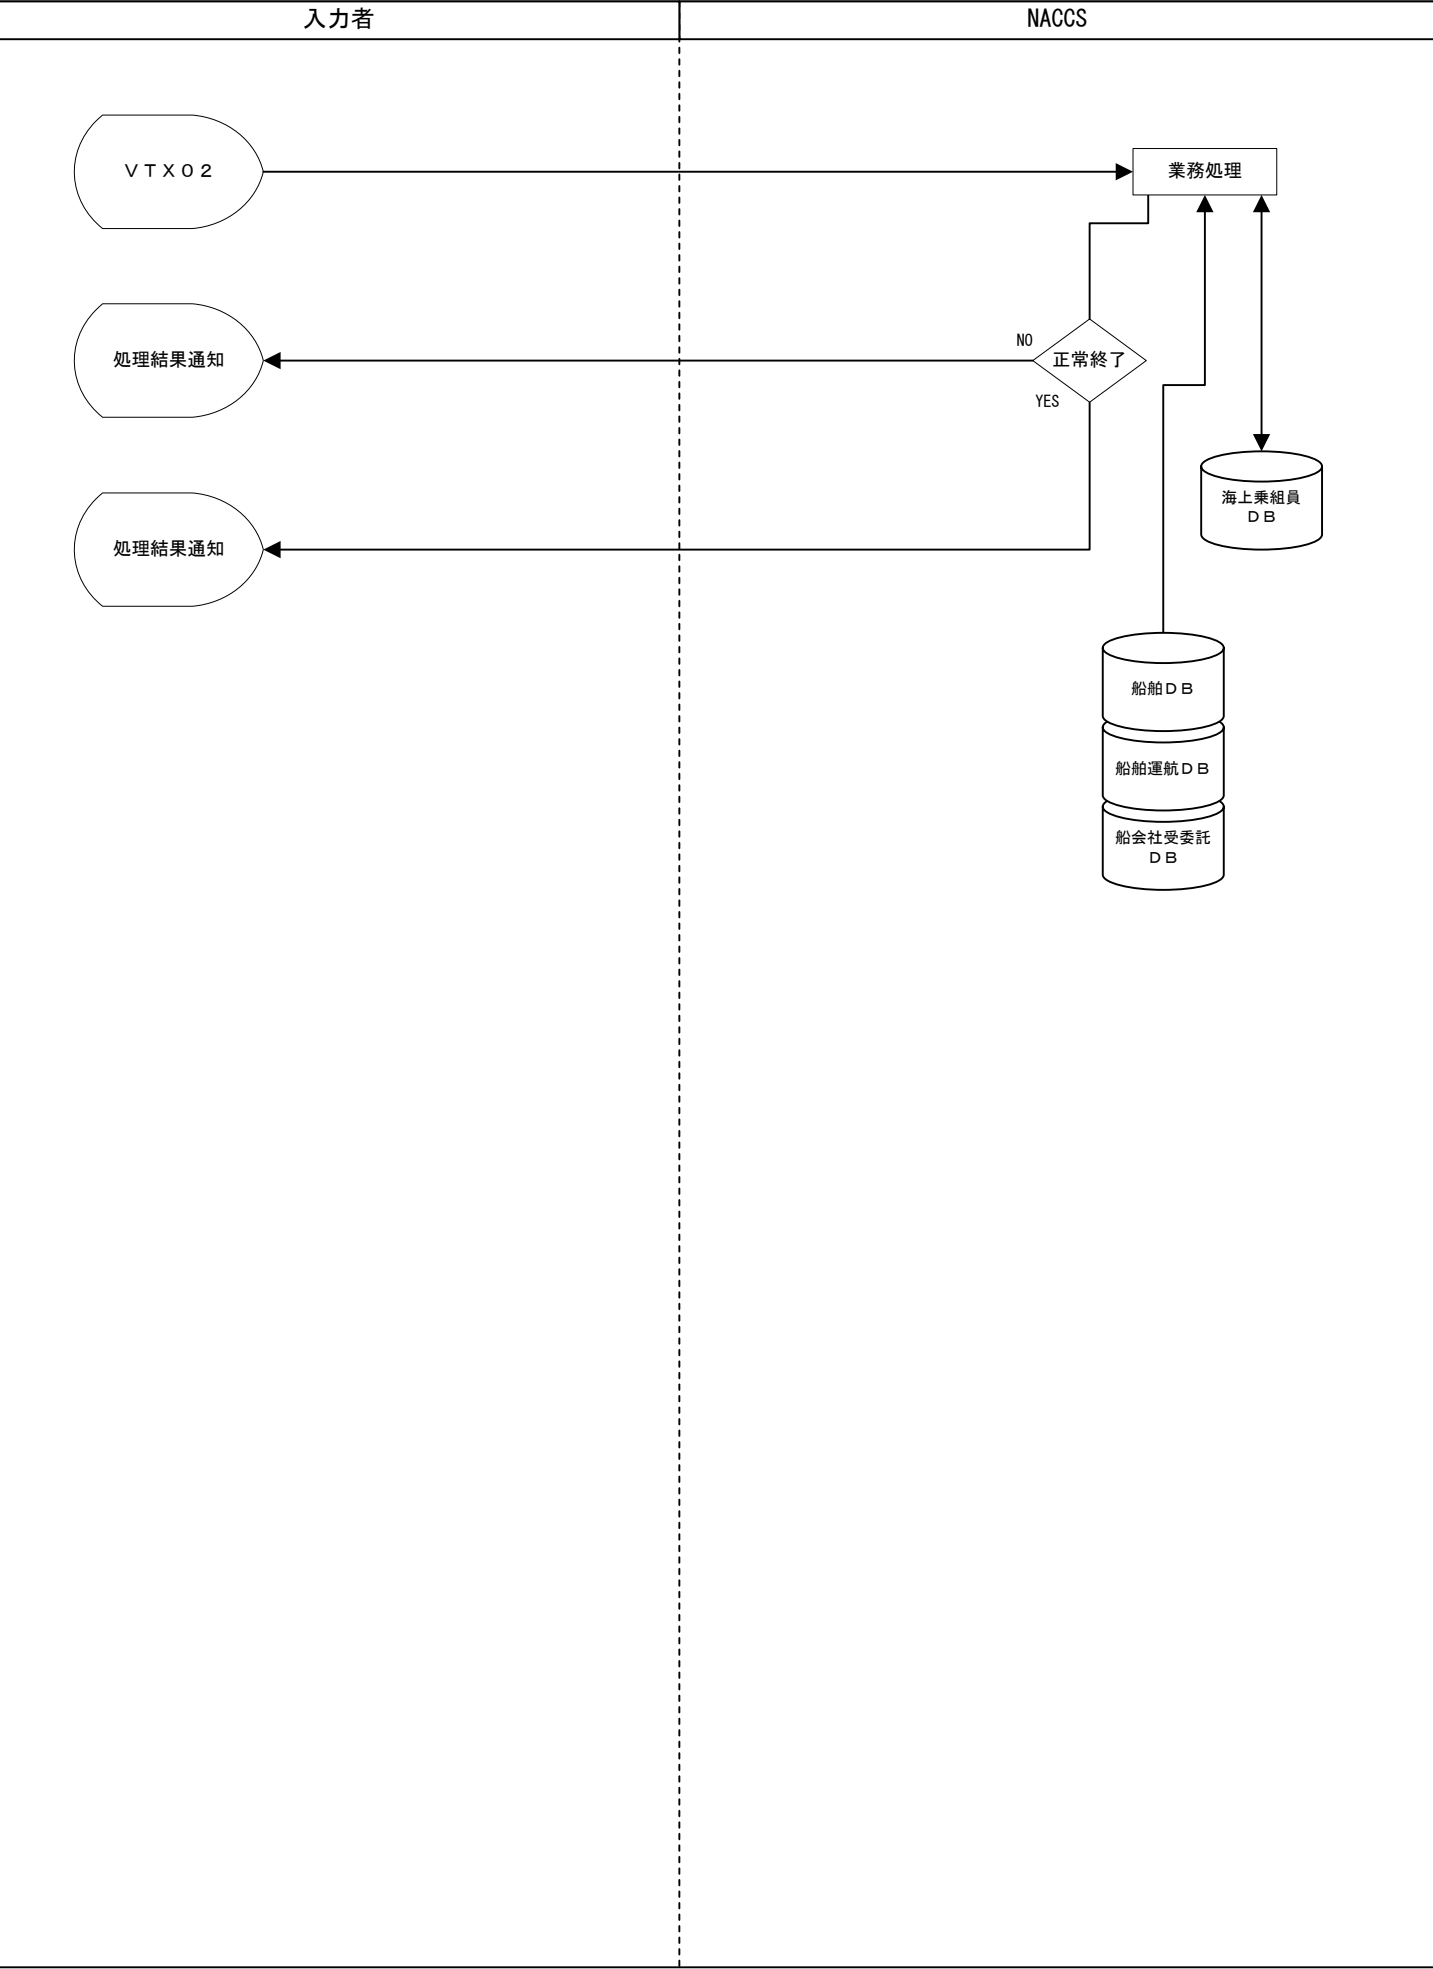 入力者
NACCS
ＶＴＸ０２
業務処理
NO
処理結果通知
正常終了
YES
海上乗組員
ＤＢ
処理結果通知
船舶ＤＢ
船舶運航ＤＢ
船会社受委託
ＤＢ